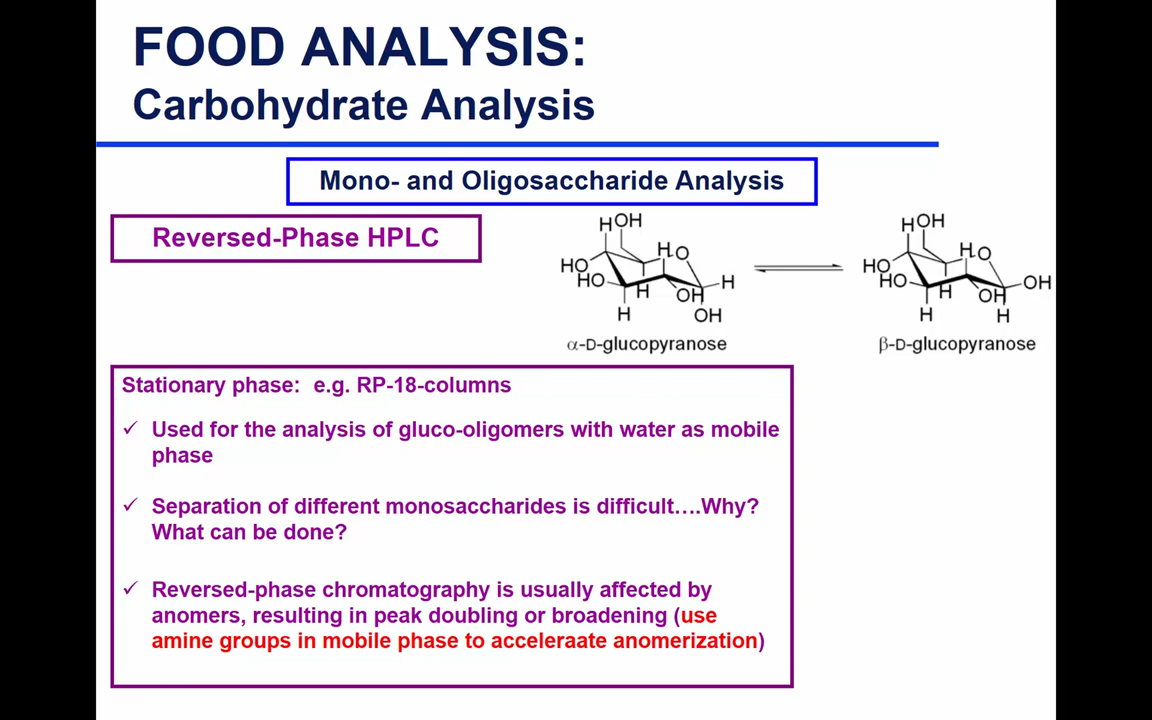 FOOD ANALYSIS:
Carbohydrate Analysis
Mono- and Oligosaccharide Analysis
Reversed-Phase HPLC
H OH
HO
HO
H
H
H
O
OH
H
OH
α-D-glucopyranose
H OH
HO
HO
H
H
H
O
OH
OH
H
β-D-glucopyranose
Stationary phase: e.g. RP-18-columns
✓ Used for the analysis of gluco-oligomers with water as mobile
phase
✓ Separation of different monosaccharides is difficult….Why?
What can be done?
✓ Reversed-phase chromatography is usually affected by
anomers, resulting in peak doubling or broadening (use
amine groups in mobile phase to acceleraate anomerization)